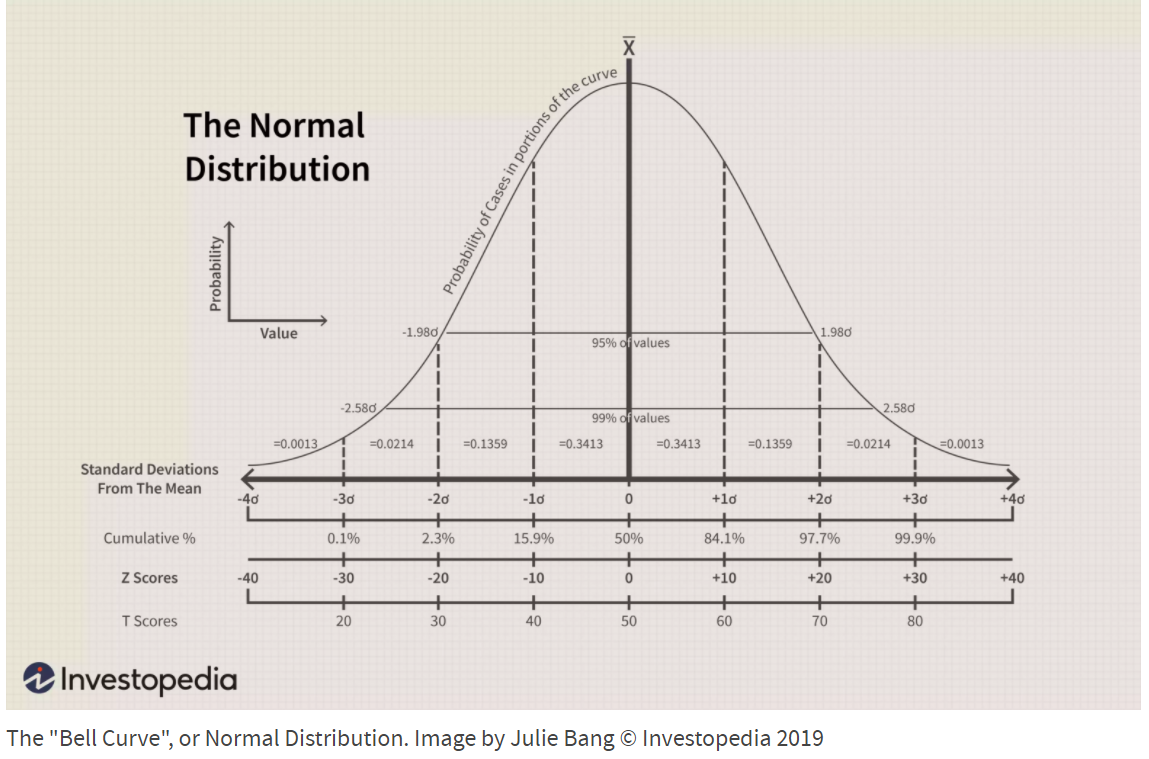 X̅
The Normal
Distribution
Probability of Cases in portions of the curve
Probability
Value
-1.98σ 1.98σ
95% of values
-2.58σ 2.58σ
99% of values
=0.0013 =0.0214 =0.1359 =0.3413 =0.3413 =0.1359 =0.0214 =0.0013
Standard Deviations
From The Mean
-4σ -3σ -2σ -1σ 0 +1σ +2σ +3σ +4σ
Cumulative % 0.1% 2.3% 15.9% 50% 84.1% 97.7% 99.9%
Z Scores -40 -30 -20 -10 0 +10 +20 +30 +40
T Scores 20 30 40 50 60 70 80
Investopedia
The "Bell Curve", or Normal Distribution. Image by Julie Bang © Investopedia 2019